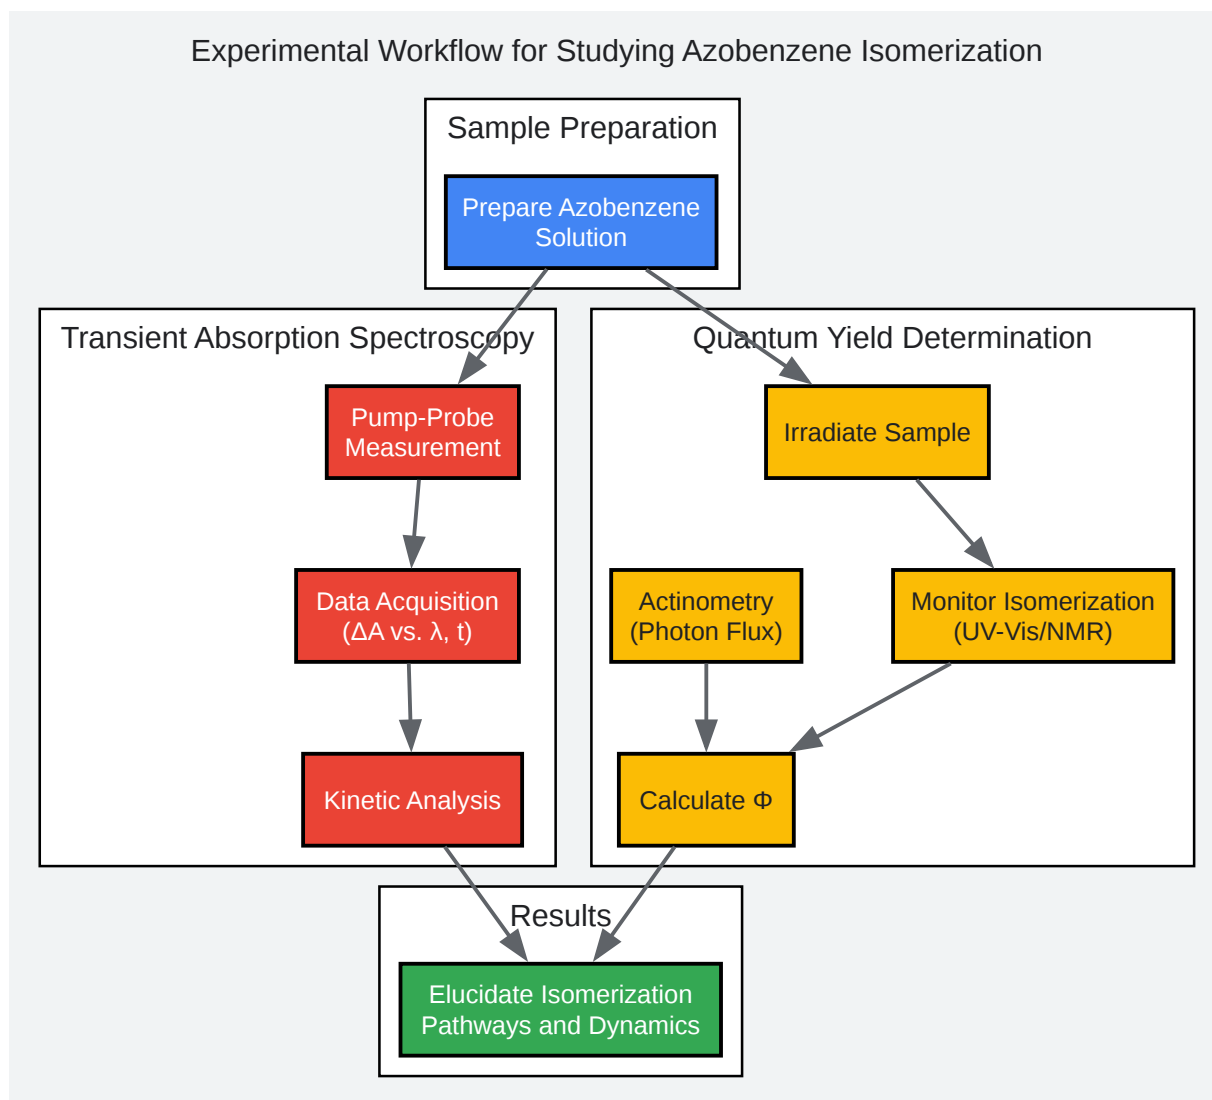 Experimental Workflow for Studying Azobenzene Isomerization
Sample Preparation
Prepare Azobenzene
Solution
Transient Absorption Spectroscopy
Pump-Probe
Measurement
Data Acquisition
(ΔA vs. λ, t)
Kinetic Analysis
Quantum Yield Determination
Irradiate Sample
Actinometry
(Photon Flux)
Monitor Isomerization
(UV-Vis/NMR)
Calculate Φ
Results
Elucidate Isomerization
Pathways and Dynamics